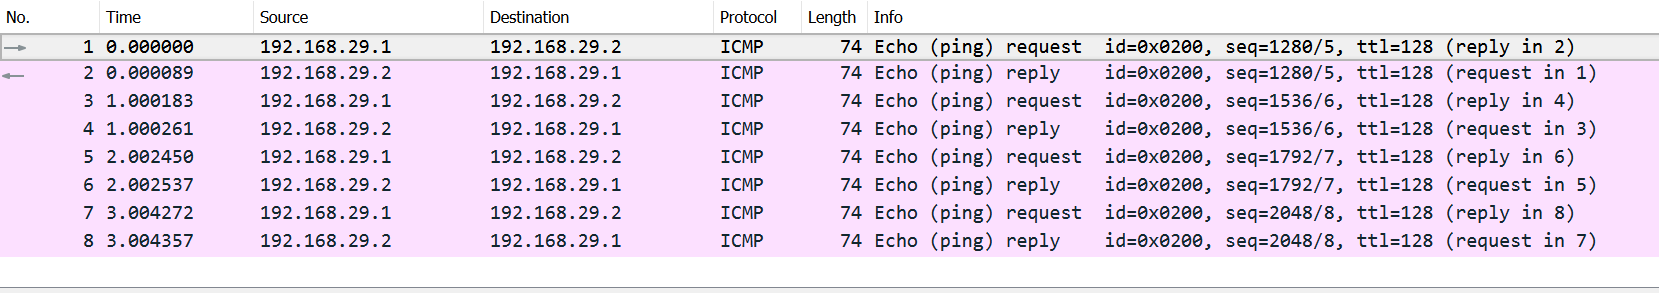 No. Time Source Destination Protocol Length Info
1 0.000000 192.168.29.1 192.168.29.2 ICMP 74 Echo (ping) request id=0x0200, seq=1280/5, ttl=128 (reply in 2)
2 0.000089 192.168.29.2 192.168.29.1 ICMP 74 Echo (ping) reply id=0x0200, seq=1280/5, ttl=128 (request in 1)
3 1.000183 192.168.29.1 192.168.29.2 ICMP 74 Echo (ping) request id=0x0200, seq=1536/6, ttl=128 (reply in 4)
4 1.000261 192.168.29.2 192.168.29.1 ICMP 74 Echo (ping) reply id=0x0200, seq=1536/6, ttl=128 (request in 3)
5 2.002450 192.168.29.1 192.168.29.2 ICMP 74 Echo (ping) request id=0x0200, seq=1792/7, ttl=128 (reply in 6)
6 2.002537 192.168.29.2 192.168.29.1 ICMP 74 Echo (ping) reply id=0x0200, seq=1792/7, ttl=128 (request in 5)
7 3.004272 192.168.29.1 192.168.29.2 ICMP 74 Echo (ping) request id=0x0200, seq=2048/8, ttl=128 (reply in 8)
8 3.004357 192.168.29.2 192.168.29.1 ICMP 74 Echo (ping) reply id=0x0200, seq=2048/8, ttl=128 (request in 7)